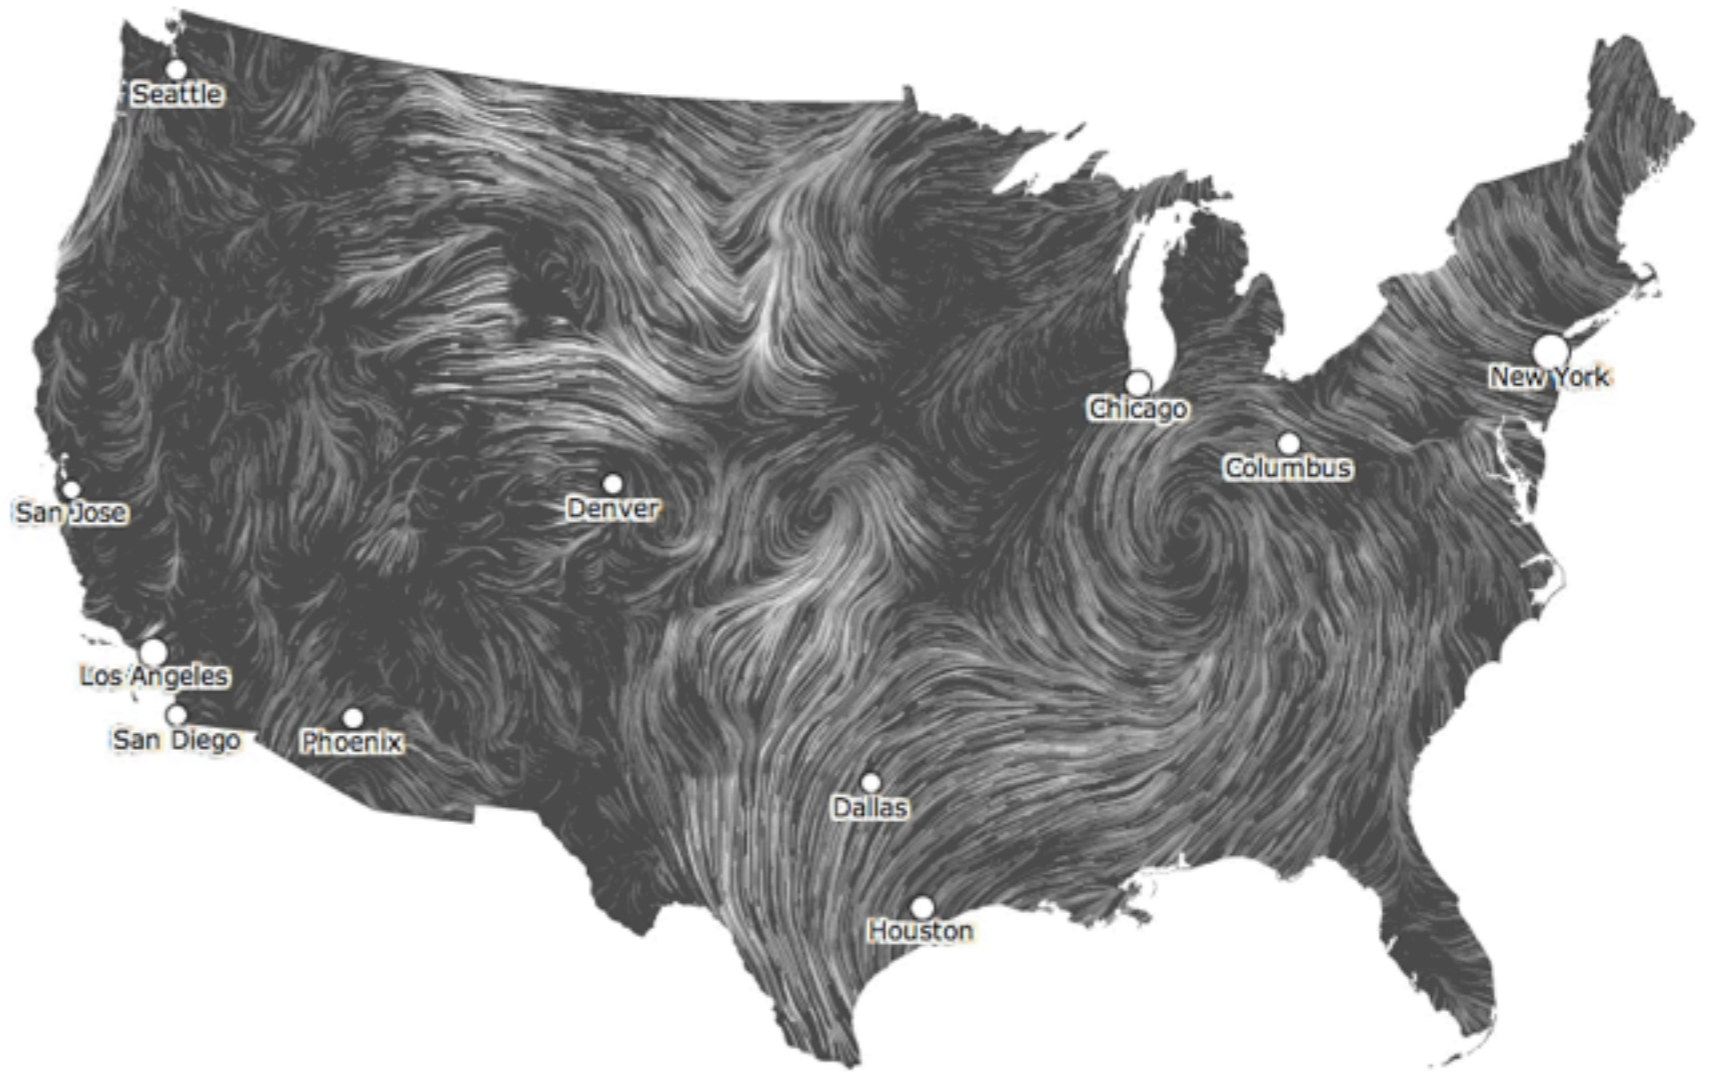 Seattle
New York
Chicago
Columbus
Denver
San Jose
Los Angeles
San Diego
Phoenix
Dallas
Houston